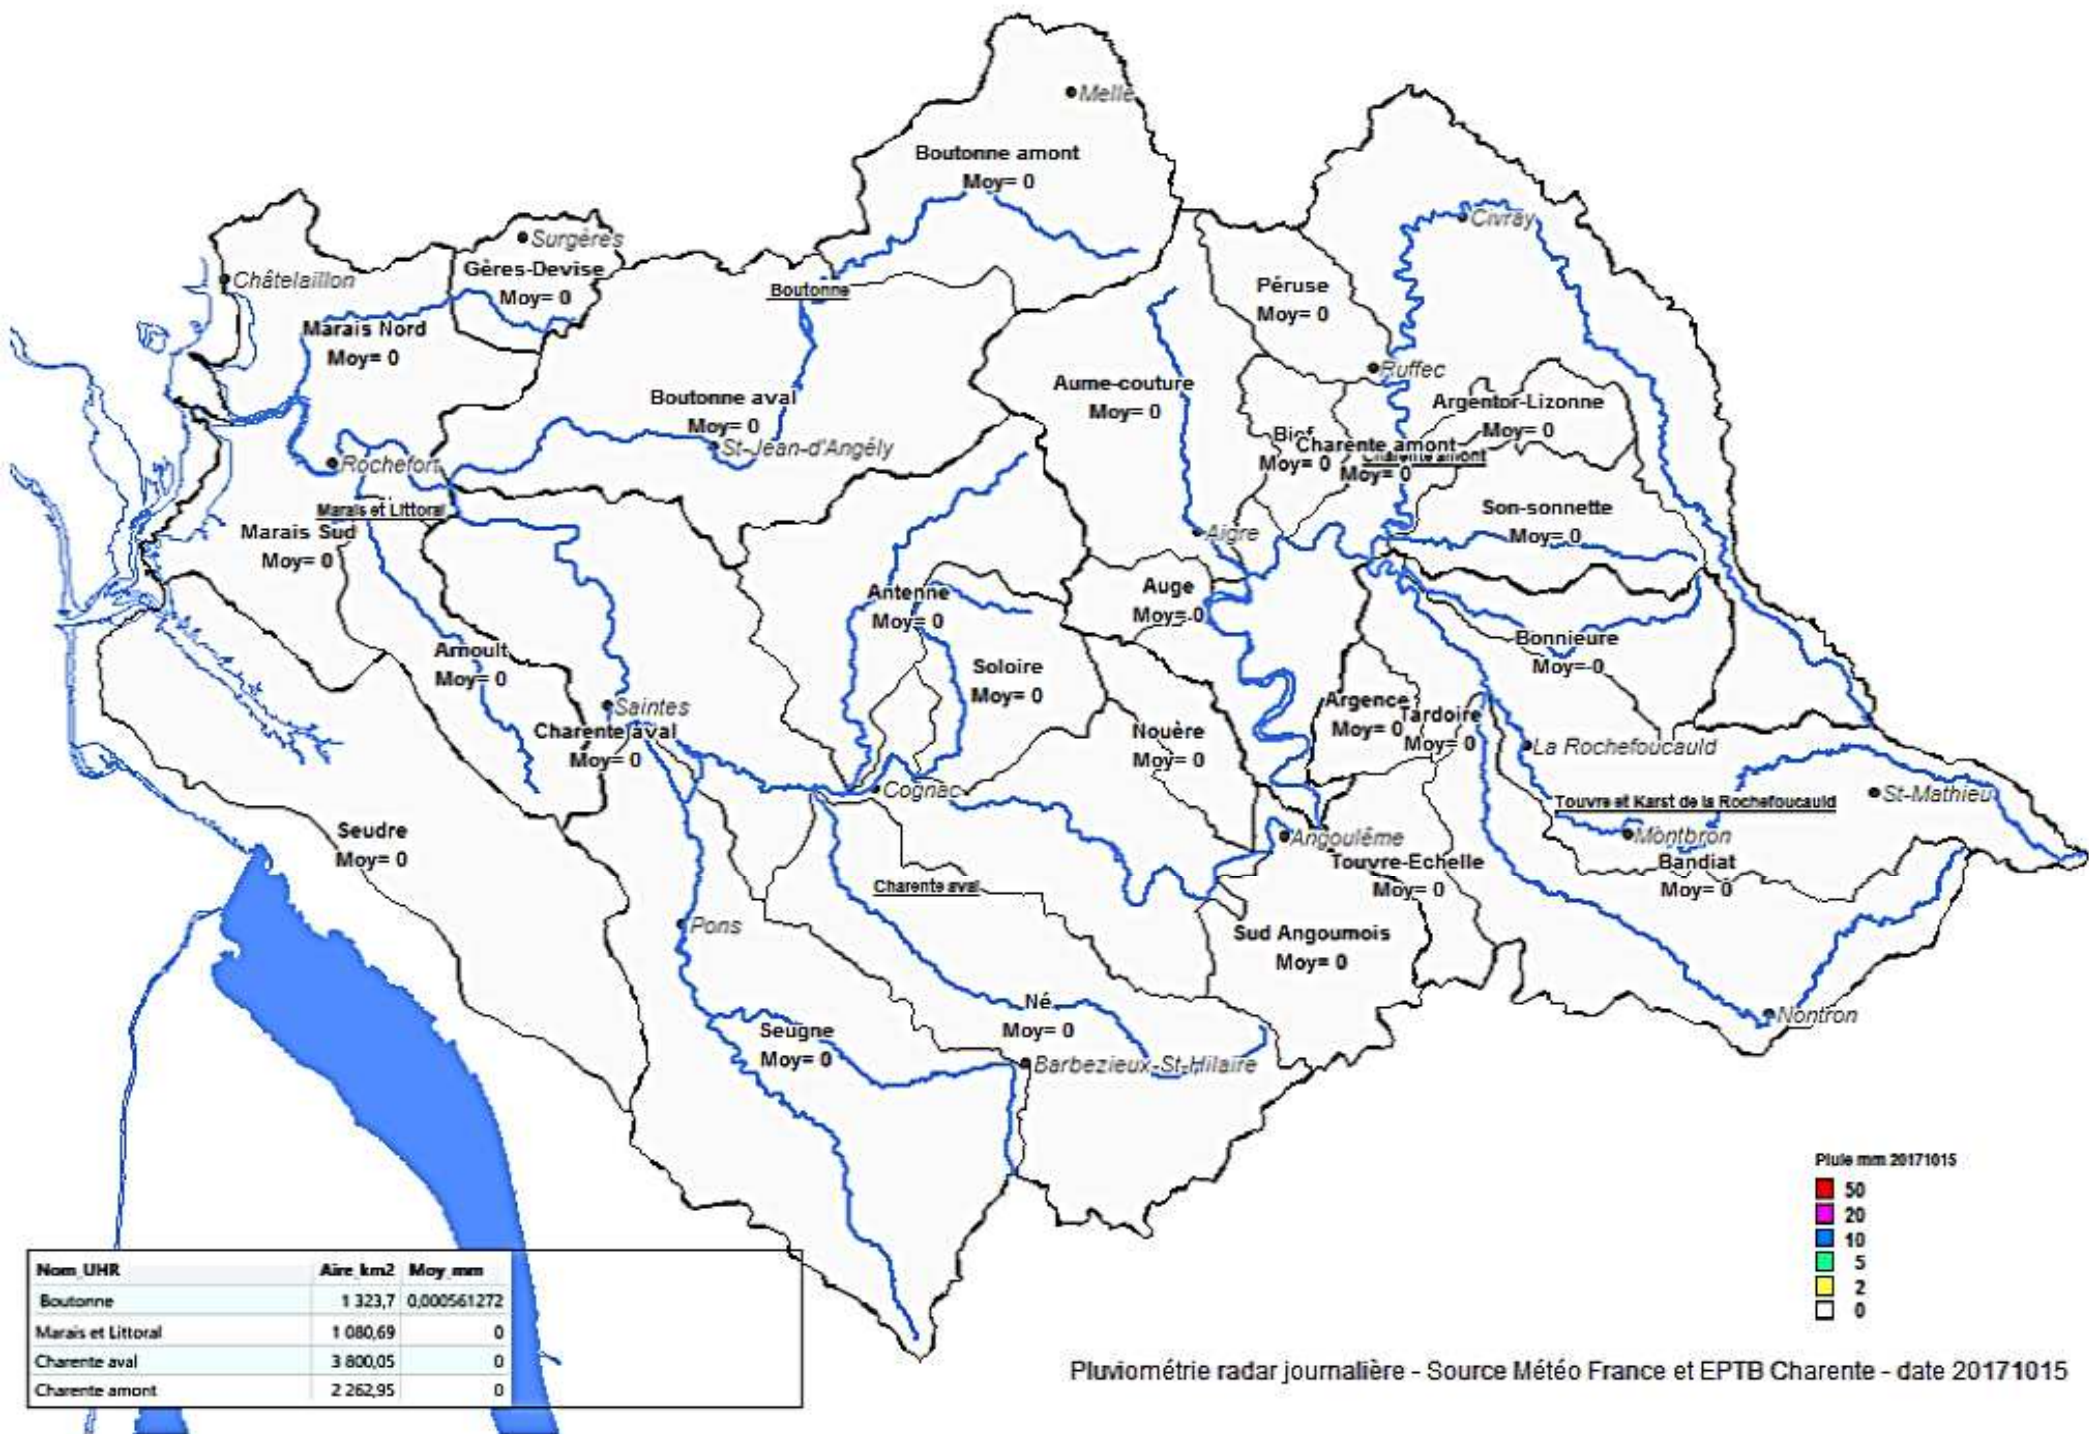 Melle
Boutonne amont
Moy= 0
Civray
Surgères
Gères-Devise
Moy= 0
Châtelaillon
Boutonne
Péruse
Moy= 0
Marais Nord
Moy= 0
Ruffec
Aume-couture
Moy= 0
Boutonne aval
Moy= 0
St-Jean-d'Angély
Argentor-Lizonne
Moy= 0
Bief
Moy= 0
Charente amont
Charente amont
Moy= 0
Rochefort
Marais et Littoral
Marais Sud
Moy= 0
Son-sonnette
Moy= 0
Aigre
Auge
Moy= 0
Antenne
Moy= 0
Bonnieure
Moy= 0
Arnoult
Moy= 0
Soloire
Moy= 0
Saintes
Charente aval
Moy= 0
Argence
Moy= 0
Tardoire
Moy= 0
Nouère
Moy= 0
La Rochefoucauld
Cognac
St-Mathieu
Touvre et Karst de la Rochefoucauld
Seudre
Moy= 0
Angoulême
Montbron
Touvre-Echelle
Moy= 0
Bandiat
Moy= 0
Charente aval
Pons
Sud Angoumois
Moy= 0
Né
Moy= 0
Nontron
Seugne
Moy= 0
Barbezieux-St-Hilaire
Pluie mm 20171015
50
20
10
5
2
0
Nom_UHR Aire_km2 Moy_mm
Boutonne 1 323,7 0,000561272
Marais et Littoral 1 080,69 0
Charente aval 3 800,05 0
Charente amont 2 262,95 0
Pluviométrie radar journalière - Source Météo France et EPTB Charente - date 20171015